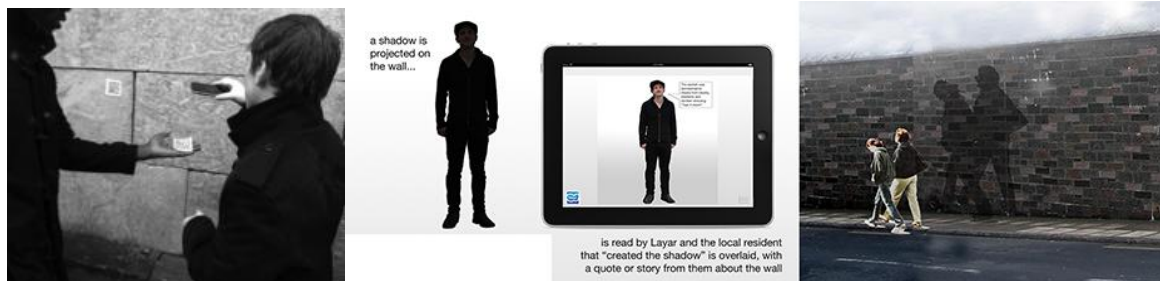 a shadow is
projected on
the wall...
is read by Layar and the local resident
that "created the shadow" is overlaid, with
a quote or story from them about the wall